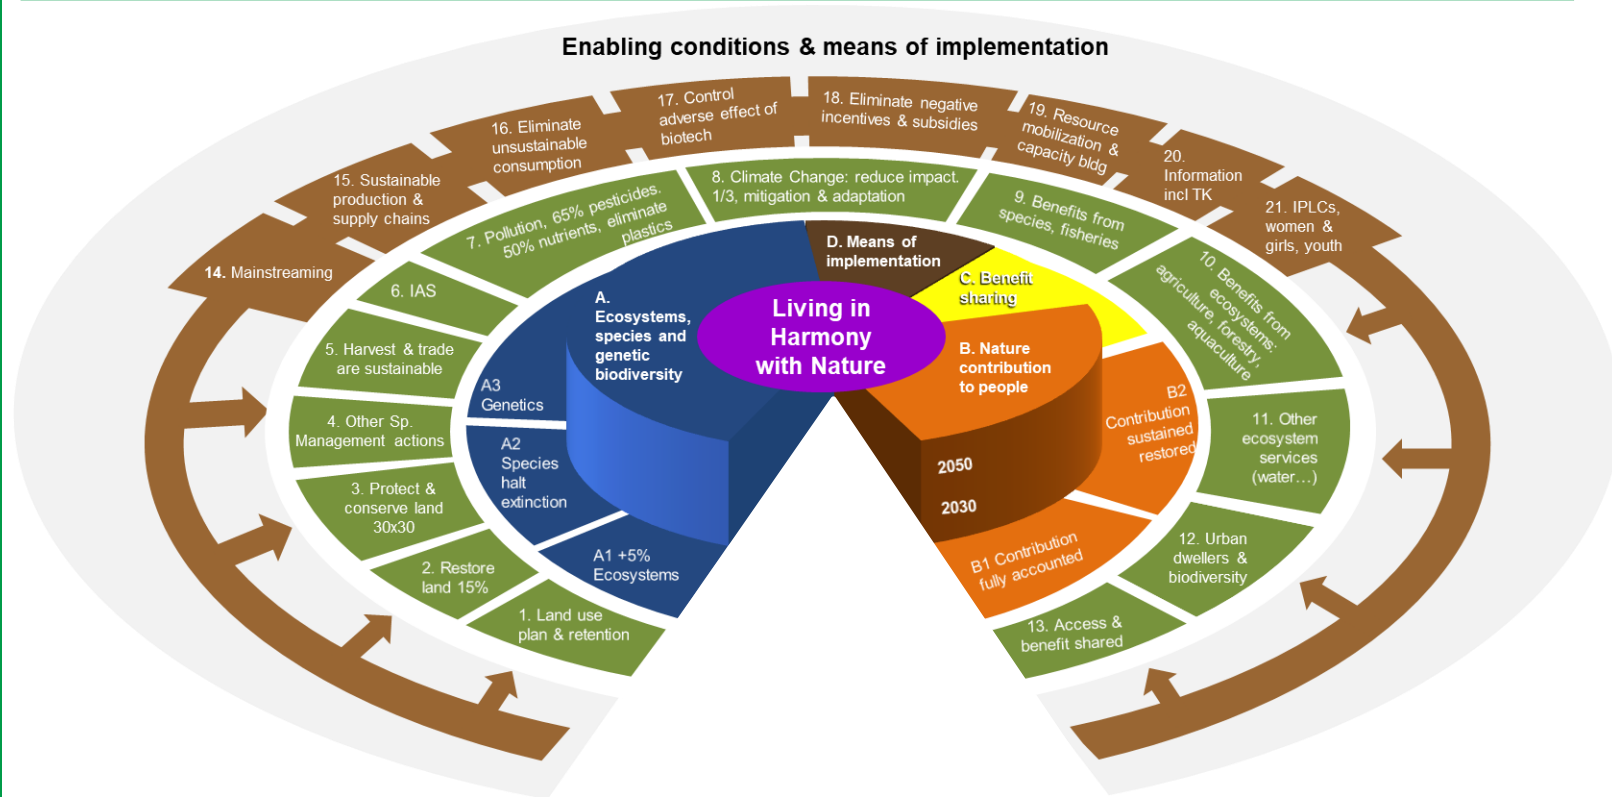 Enabling conditions & means of implementation
14. Mainstreaming
15. Sustainable
production &
supply chains
16. Eliminate
unsustainable
consumption
17. Control
adverse effect of
biotech
18. Eliminate negative
incentives & subsidies
19. Resource
mobilization &
capacity bldg
20.
Information
incl TK
21. IPLCs,
women &
girls, youth
1. Land use
plan & retention
2. Restore
land 15%
3. Protect &
conserve land
30x30
4. Other Sp.
Management actions
5. Harvest & trade
are sustainable
6. IAS
7. Pollution, 65% pesticides.
50% nutrients, eliminate
plastics
8. Climate Change: reduce impact.
1/3, mitigation & adaptation
9. Benefits from
species, fisheries
10. Benefits from
ecosystems:
agriculture, forestry,
aquaculture
11. Other
ecosystem
services
(water…)
12. Urban
dwellers &
biodiversity
13. Access &
benefit shared
A.
Ecosystems,
species and
genetic
biodiversity
A3
Genetics
A2
Species
halt
extinction
A1 +5%
Ecosystems
D. Means of
implementation
C. Benefit
sharing
B. Nature
contribution
to people
B2
Contribution
sustained
restored
B1 Contribution
fully accounted
2050
2030
Living in
Harmony
with Nature